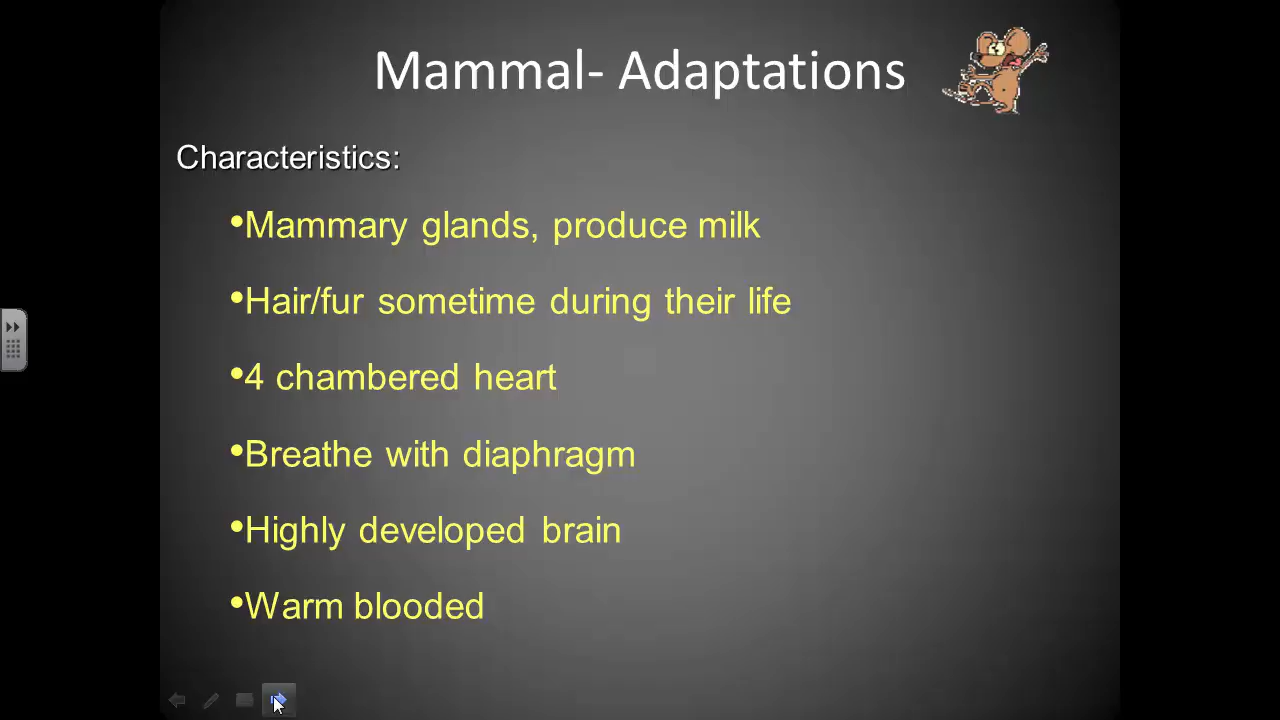 Mammal- Adaptations
Characteristics:
•Mammary glands, produce milk
•Hair/fur sometime during their life
•4 chambered heart
•Breathe with diaphragm
•Highly developed brain
•Warm blooded